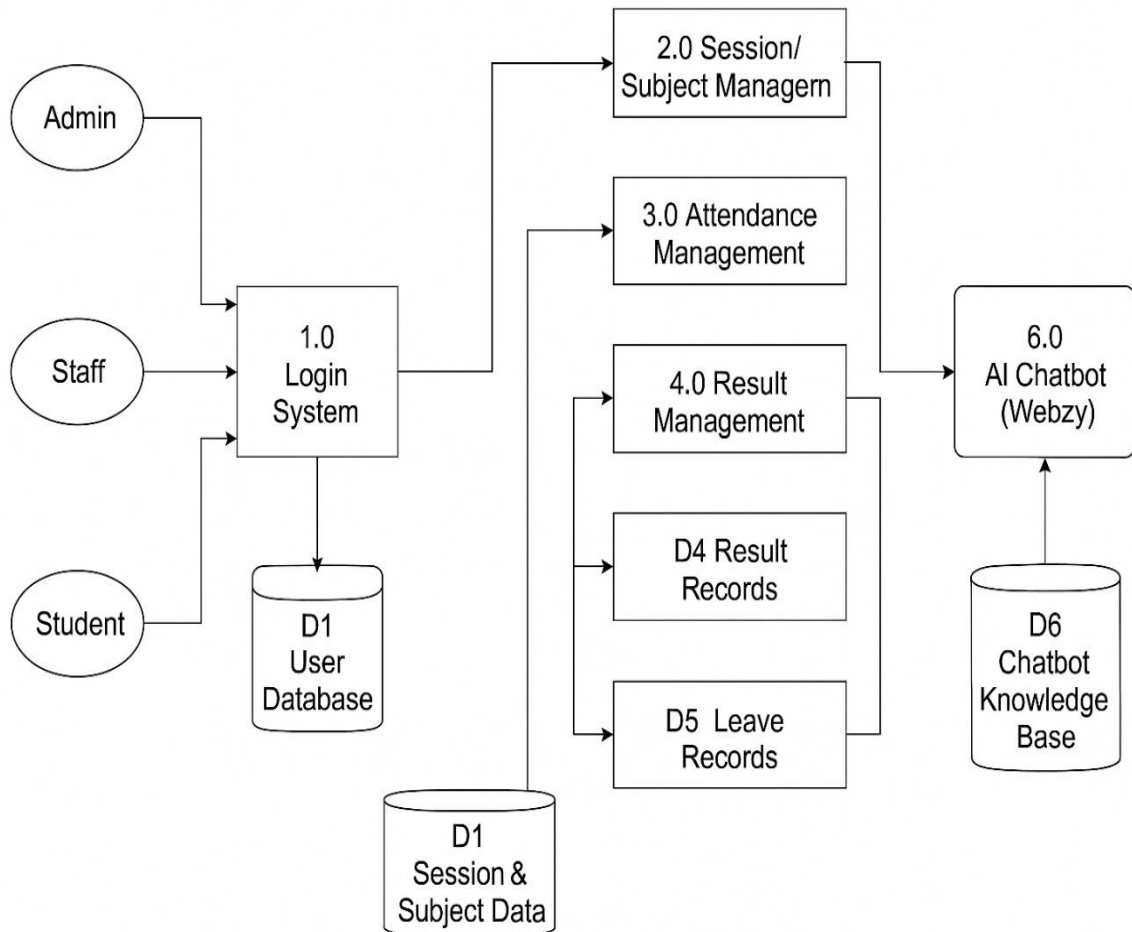 Admin
Staff
Student
1.0
Login
System
D1
User
Database
D1
Session &
Subject Data
2.0 Session/
Subject Managern
3.0 Attendance
Management
4.0 Result
Management
D4 Result
Records
D5 Leave
Records
6.0
AI Chatbot
(Webzy)
D6
Chatbot
Knowledge
Base